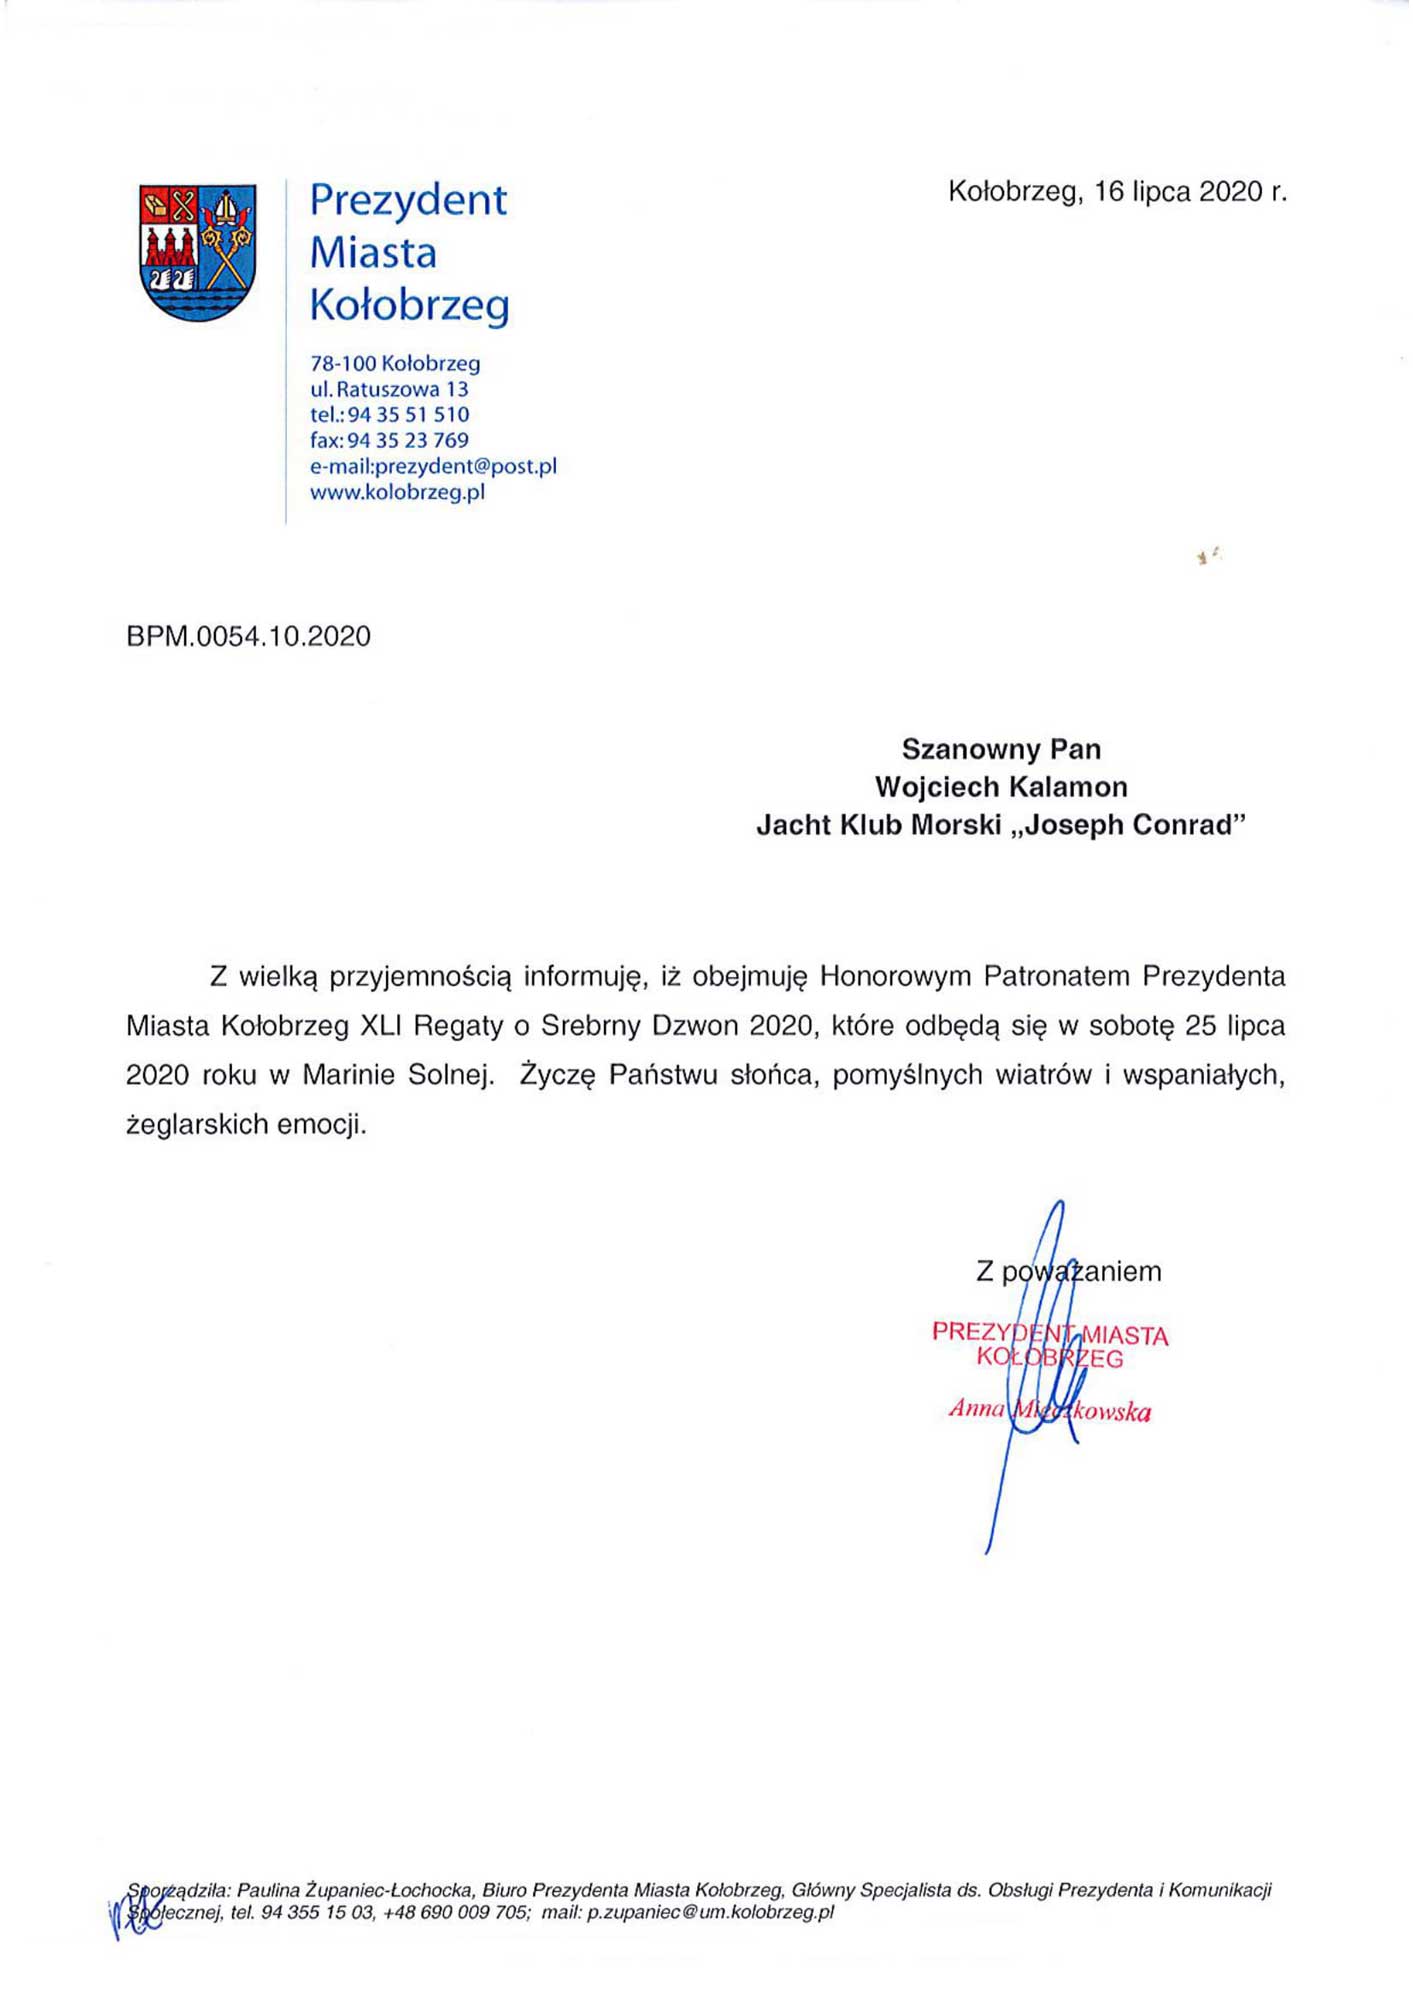 Prezydent
Miasta
Kołobrzeg
Kołobrzeg, 16 lipca 2020 r.
78-100 Kołobrzeg
ul. Ratuszowa 13
tel.: 94 35 51 510
fax: 94 35 23 769
e-mail:prezydent@post.pl
www.kolobrzeg.pl
BPM.0054.10.2020
Szanowny Pan
Wojciech Kalamon
Jacht Klub Morski „Joseph Conrad”
Z wielką przyjemnością informuję, iż obejmuję Honorowym Patronatem Prezydenta
Miasta Kołobrzeg XLI Regaty o Srebrny Dzwon 2020, które odbędą się w sobotę 25 lipca
2020 roku w Marinie Solnej. Życzę Państwu słońca, pomyślnych wiatrów i wspaniałych,
żeglarskich emocji.
Z poważaniem
PREZYDENT MIASTA
KOŁOBRZEG
Anna Mieczkowska
Sporządziła: Paulina Żupaniec-Łochocka, Biuro Prezydenta Miasta Kołobrzeg, Główny Specjalista ds. Obsługi Prezydenta i Komunikacji
Społecznej, tel. 94 355 15 03, +48 690 009 705; mail: p.zupaniec@um.kolobrzeg.pl